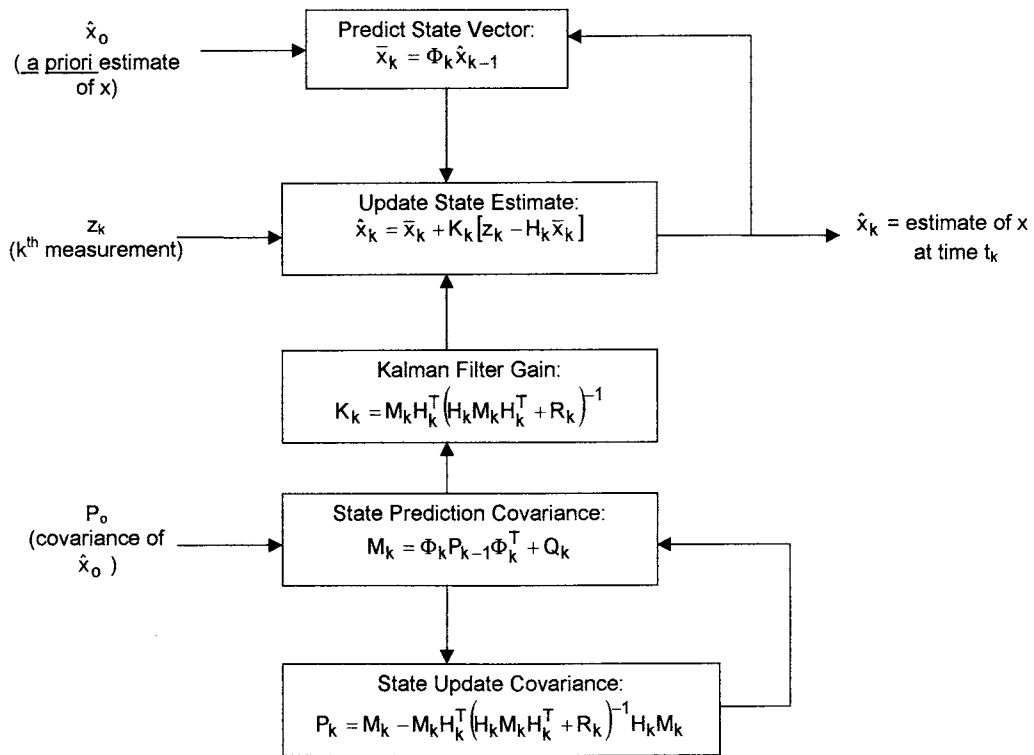 x̂₀
( a priori estimate
of x)
Predict State Vector:
x̄ₖ = Φₖx̂ₖ₋₁
zₖ
(kᵗʰ measurement)
Update State Estimate:
x̂ₖ = x̄ₖ + Kₖ[zₖ − Hₖx̄ₖ]
x̂ₖ = estimate of x
at time tₖ
Kalman Filter Gain:
Kₖ = MₖHₖᵀ(HₖMₖHₖᵀ + Rₖ)⁻¹
P₀
(covariance of
x̂₀ )
State Prediction Covariance:
Mₖ = ΦₖPₖ₋₁Φₖᵀ + Qₖ
State Update Covariance:
Pₖ = Mₖ − MₖHₖᵀ(HₖMₖHₖᵀ + Rₖ)⁻¹HₖMₖ